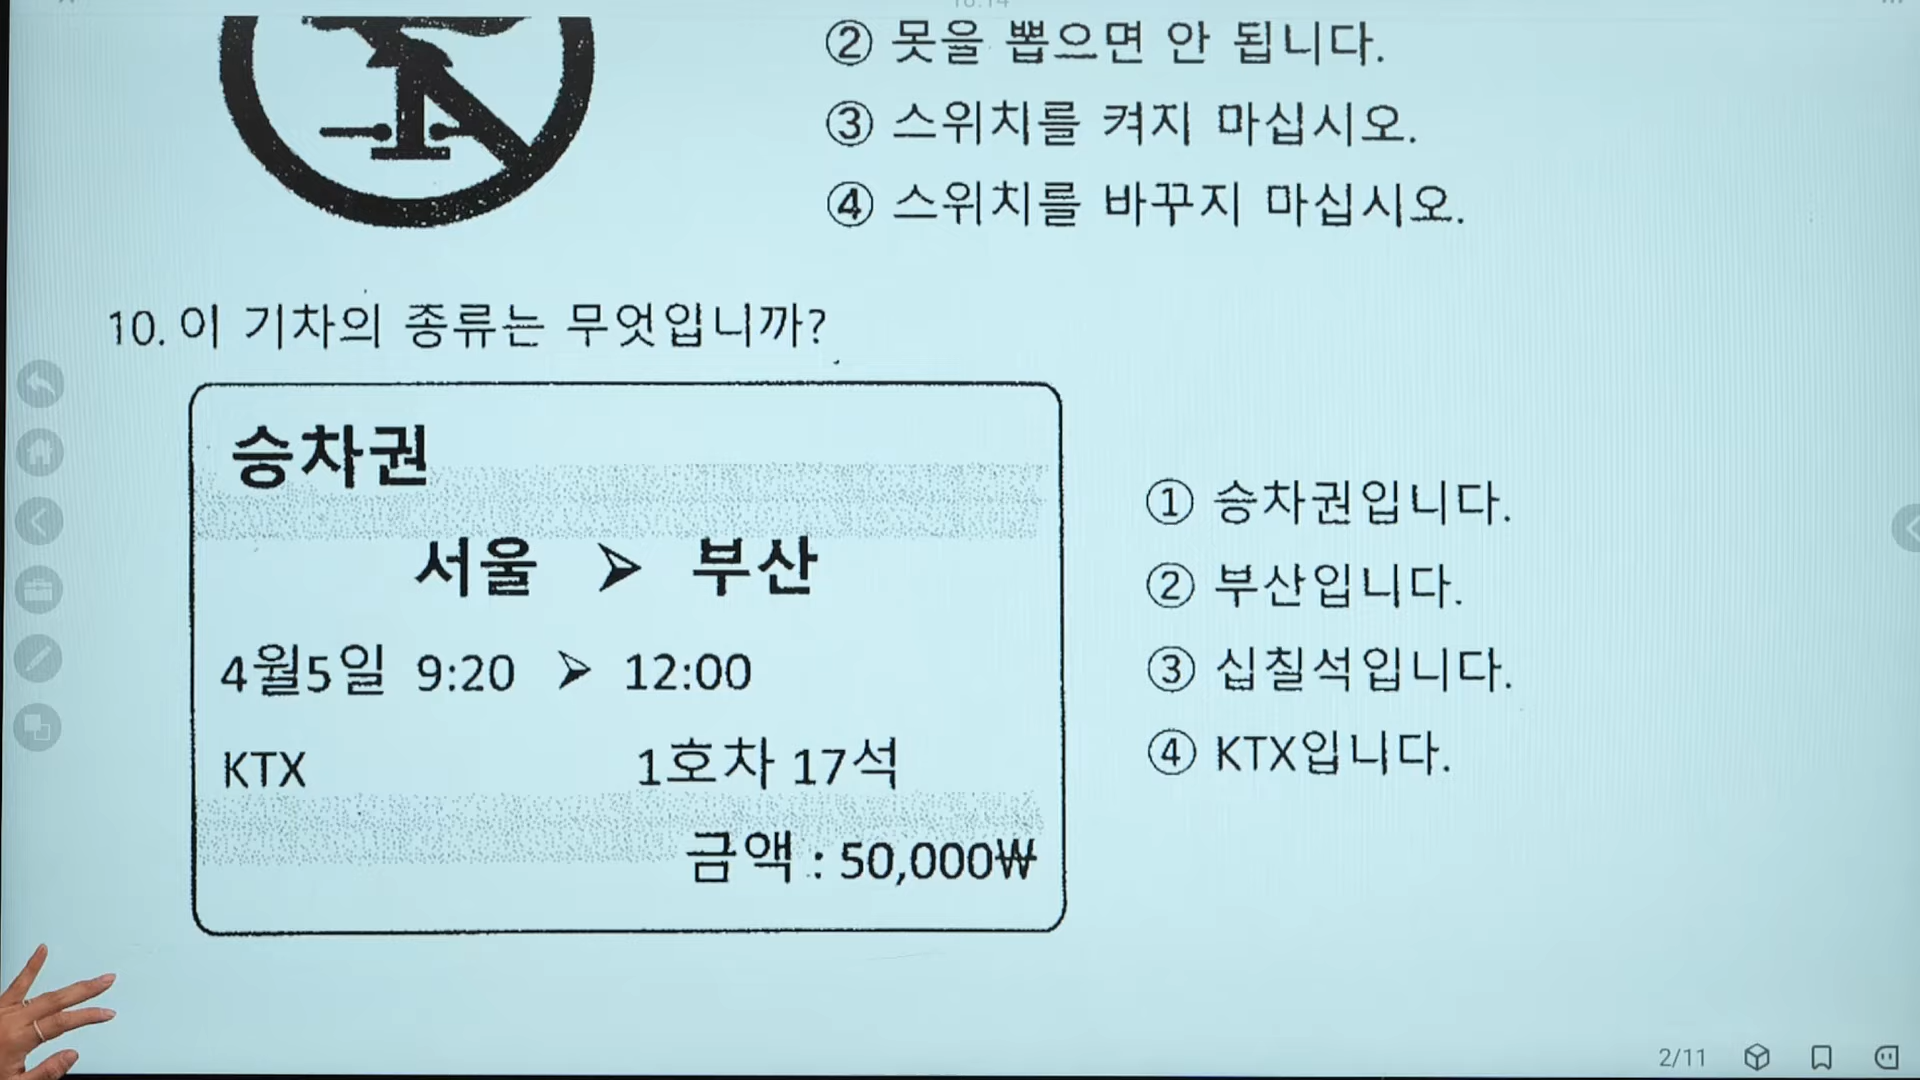 ② 못을 뽑으면 안 됩니다.
③ 스위치를 켜지 마십시오.
④ 스위치를 바꾸지 마십시오.
10. 이 기차의 종류는 무엇입니까?
승차권
서울 ➢ 부산
4월5일 9:20 ➢ 12:00
KTX 1호차 17석
금액 : 50,000₩
① 승차권입니다.
② 부산입니다.
③ 십칠석입니다.
④ KTX입니다.
2/11